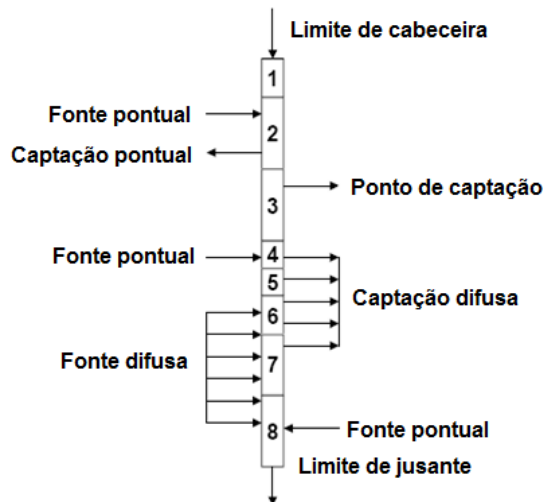 Limite de cabeceira
1
Fonte pontual
2
Captação pontual
3
Ponto de captação
Fonte pontual
4
5
Captação difusa
6
Fonte difusa
7
8
Fonte pontual
Limite de jusante